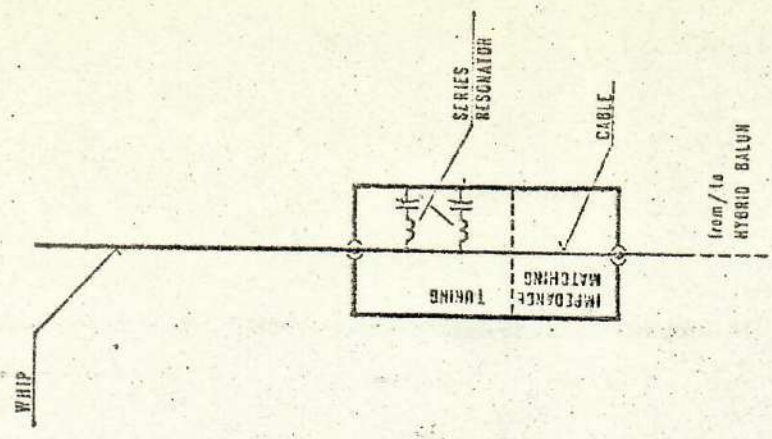 WHIP
SERIES
RESONATOR
TUNING
IMPEDANCE
MATCHING
CABLE
from/to
HYBRID BALUN